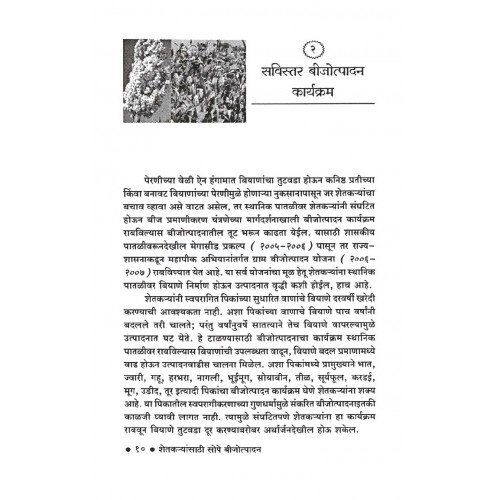 २
सविस्तर बीजोत्पादन
कार्यक्रम
पेरणीच्या वेळी ऐन हंगामात बियाणांचा तुटवडा होऊन कनिष्ठ प्रतीच्या
किंवा बनावट बियाणांच्या पेरणीमुळे होणाऱ्या नुकसानापासून जर शेतकऱ्यांचा
बचाव व्हावा असे वाटत असेल, तर स्थानिक पातळीवर शेतकऱ्यांनी संघटित
होऊन बीज प्रमाणीकरण यंत्रणेच्या मार्गदर्शनाखाली बीजोत्पादन कार्यक्रम
राबविल्यास बीजोत्पादनातील तूट भरून काढता येईल. यासाठी शासकीय
पातळीवरूनदेखील मेगासीड प्रकल्प ( २००५-२००६ ) पासून तर राज्य-
शासनाकडून महापीक अभियानांतर्गत ग्राम बीजोत्पादन योजना ( २००६-
२००७ ) राबविण्यात येत आहे. या सर्व योजनांचा मूळ हेतू शेतकऱ्यांना स्थानिक
पातळीवर बियाणे निर्माण होऊन उत्पादनात वृद्धी कशी होईल, हाच आहे.
शेतकऱ्यांनी स्वपरागित पिकांच्या सुधारित वाणांचे बियाणे दरवर्षी खरेदी
करण्याची आवश्यकता नाही. अशा पिकांच्या वाणाचे बियाणे पाच वर्षांनी
बदलले तरी चालते; परंतु वर्षानुवर्षे सातत्याने तेच बियाणे वापरल्यामुळे
उत्पादनात घट येते. हे टाळण्यासाठी बीजोत्पादनाचा कार्यक्रम स्थानिक
पातळीवर राबविल्यास बियाणांची उपलब्धता वाढून, बियाणे बदल प्रमाणामध्ये
वाढ होऊन उत्पादनवाढीस चालना मिळेल. अशा पिकांमध्ये प्रामुख्याने भात,
ज्वारी, गहू, हरभरा, नागली, भुईमूग, सोयाबीन, तीळ, सूर्यफूल, करडई,
मूग, उडीद, तूर इत्यादी पिकांचा बीजोत्पादन कार्यक्रम घेणे शेतकऱ्यांना शक्य
आहे. या पिकातील स्वपरागीकरणाच्या गुणधर्मामुळे संकरित बीजोत्पादनाइतकी
काळजी घ्यावी लागत नाही. त्यामुळे संघटितपणे शेतकऱ्यांना हा कार्यक्रम
राबवून बियाणे तुटवडा दूर करण्याबरोबर अर्थार्जनदेखील होऊ शकेल.
● १० ● शेतकऱ्यांसाठी सोपे बीजोत्पादन